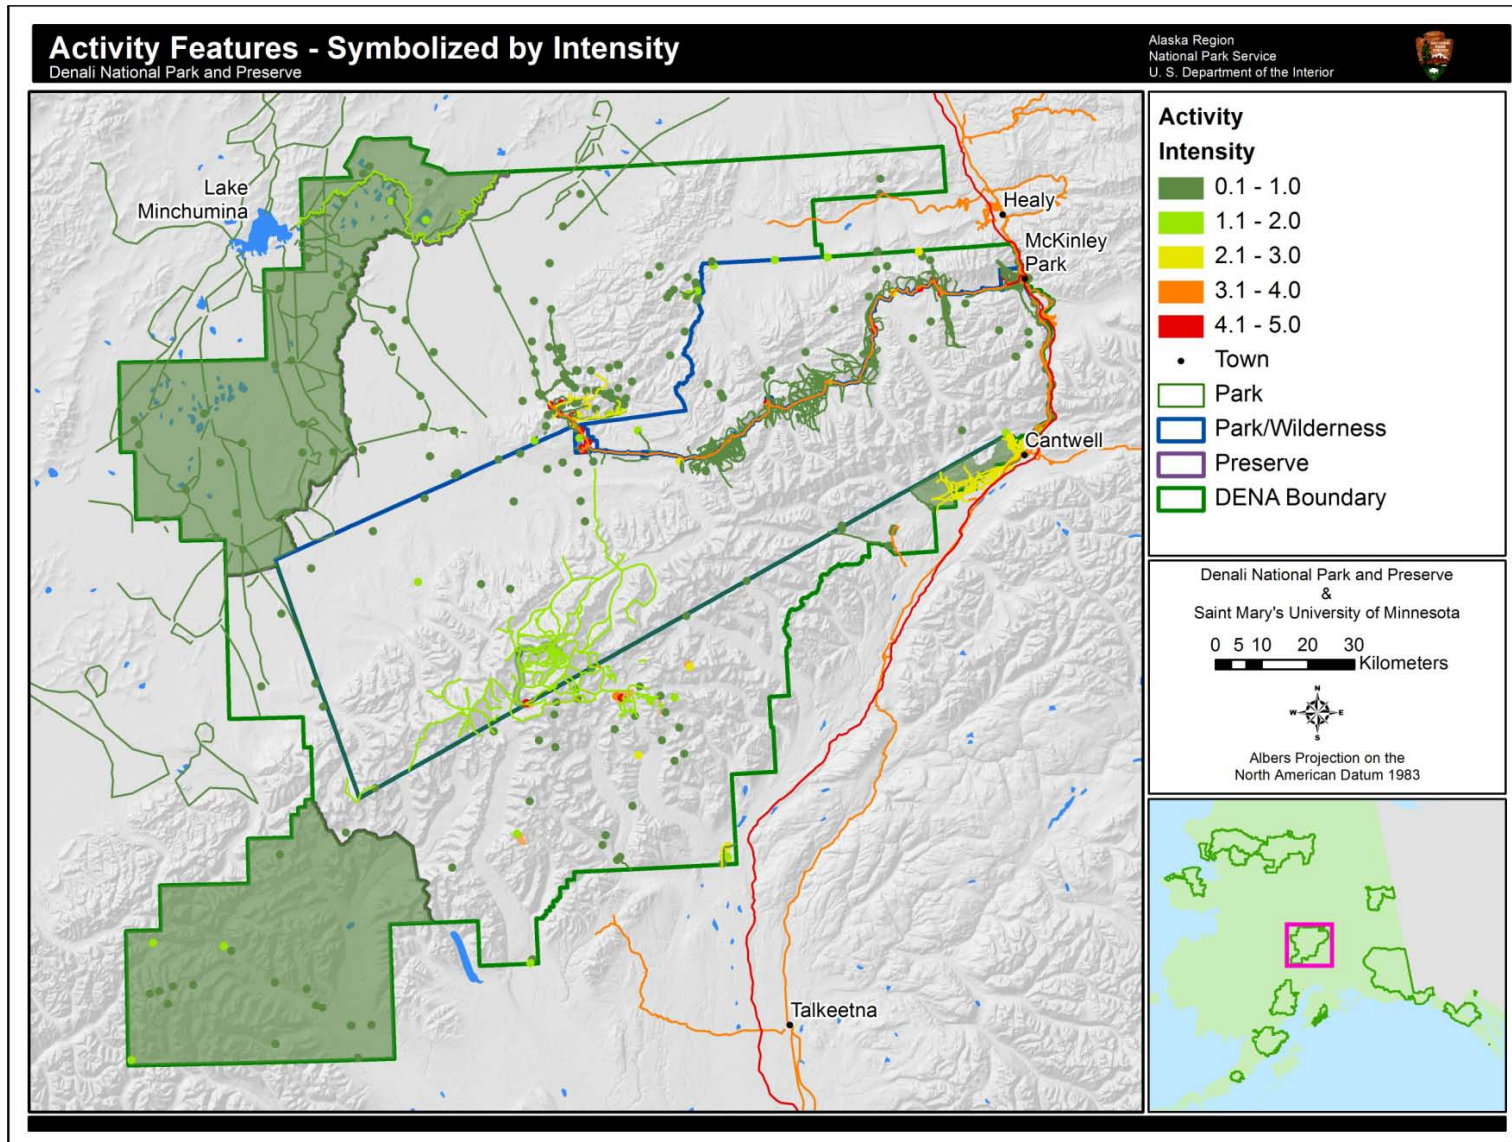 Activity Features - Symbolized by Intensity
Denali National Park and Preserve
Alaska Region
National Park Service
U. S. Department of the Interior
Lake
Minchumina
Healy
McKinley
Park
Cantwell
Talkeetna
Activity
Intensity
0.1 - 1.0
1.1 - 2.0
2.1 - 3.0
3.1 - 4.0
4.1 - 5.0
Town
Park
Park/Wilderness
Preserve
DENA Boundary
Denali National Park and Preserve
&
Saint Mary's University of Minnesota
0 5 10 20 30
Kilometers
N
W E
S
Albers Projection on the
North American Datum 1983